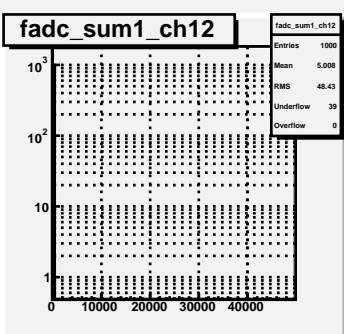 fadc_sum1_ch12
fadc_sum1_ch12
Entries 1000
Mean 5.008
RMS 48.43
Underflow 39
Overflow 0
10³
10²
10
1
0 10000 20000 30000 40000